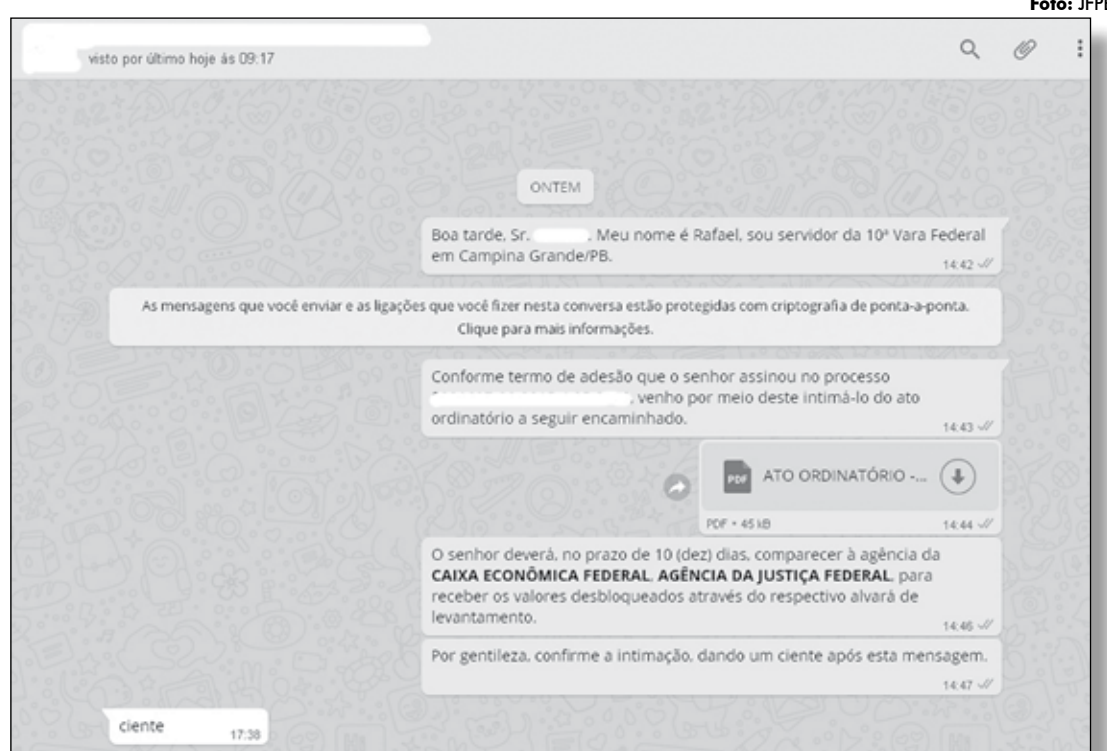 Foto: JFPB
visto por último hoje ás 09:17
ONTEM
Boa tarde, Sr. . Meu nome é Rafael, sou servidor da 10ª Vara Federal
em Campina Grande/PB.
14:42
As mensagens que você enviar e as ligações que você fizer nesta conversa estão protegidas com criptografia de ponta-a-ponta.
Clique para mais informações.
Conforme termo de adesão que o senhor assinou no processo
, venho por meio deste intimá-lo do ato
ordinatório a seguir encaminhado.
14:43
PDF
ATO ORDINATÓRIO -...
PDF • 45 kB
14:44
O senhor deverá, no prazo de 10 (dez) dias, comparecer à agência da
CAIXA ECONÔMICA FEDERAL, AGÊNCIA DA JUSTIÇA FEDERAL, para
receber os valores desbloqueados através do respectivo alvará de
levantamento.
14:46
Por gentileza, confirme a intimação, dando um ciente após esta mensagem.
14:47
ciente
17:38